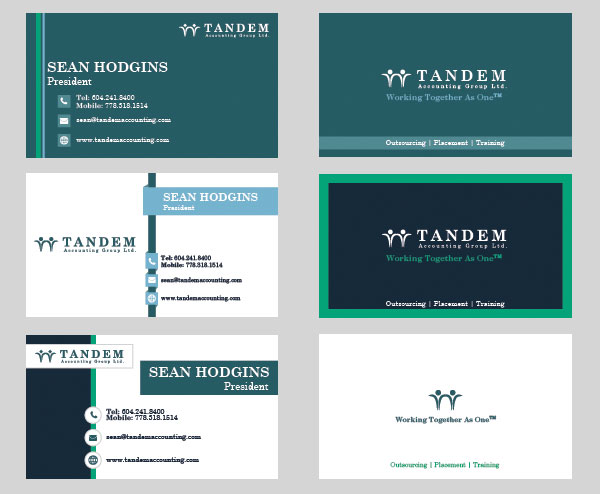 TANDEM
Accounting Group Ltd.
SEAN HODGINS
President
Tel: 604.241.8400
Mobile: 778.318.1514
sean@tandemaccounting.com
www.tandemaccounting.com
TANDEM
Accounting Group Ltd.
Working Together As One™
Outsourcing | Placement | Training
TANDEM
Accounting Group Ltd.
SEAN HODGINS
President
Tel: 604.241.8400
Mobile: 778.318.1514
sean@tandemaccounting.com
www.tandemaccounting.com
TANDEM
Accounting Group Ltd.
Working Together As One™
Outsourcing | Placement | Training
TANDEM
Accounting Group Ltd.
SEAN HODGINS
President
Tel: 604.241.8400
Mobile: 778.318.1514
sean@tandemaccounting.com
www.tandemaccounting.com
Working Together As One™
Outsourcing | Placement | Training